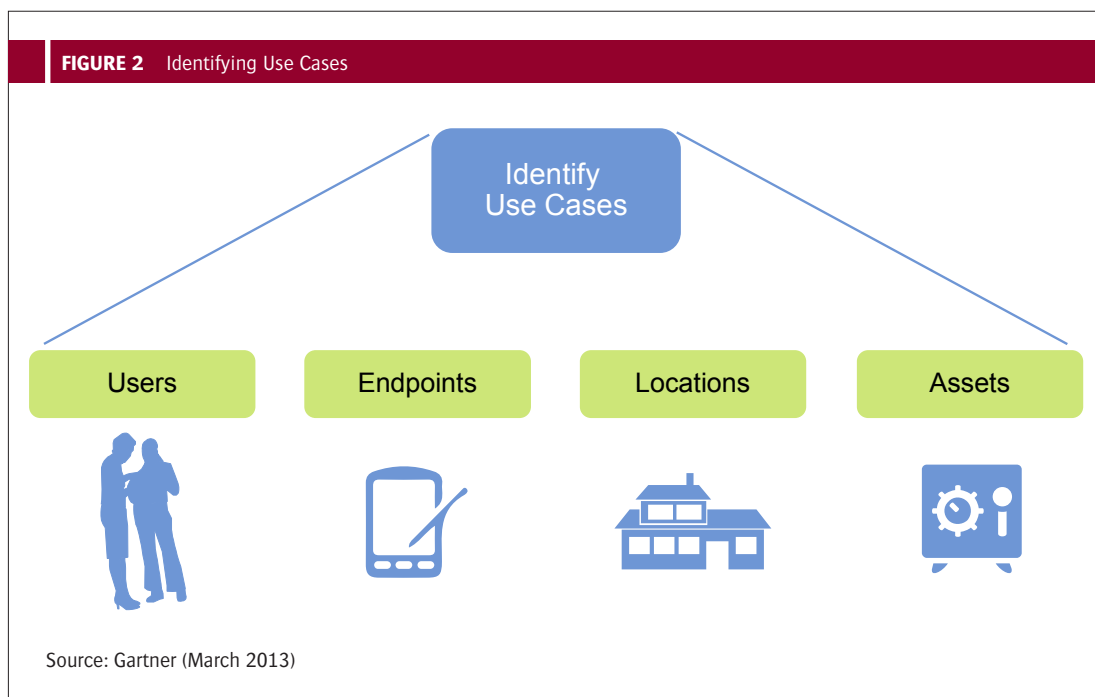 FIGURE 2 Identifying Use Cases
Identify
Use Cases
Users
Endpoints
Locations
Assets
Source: Gartner (March 2013)